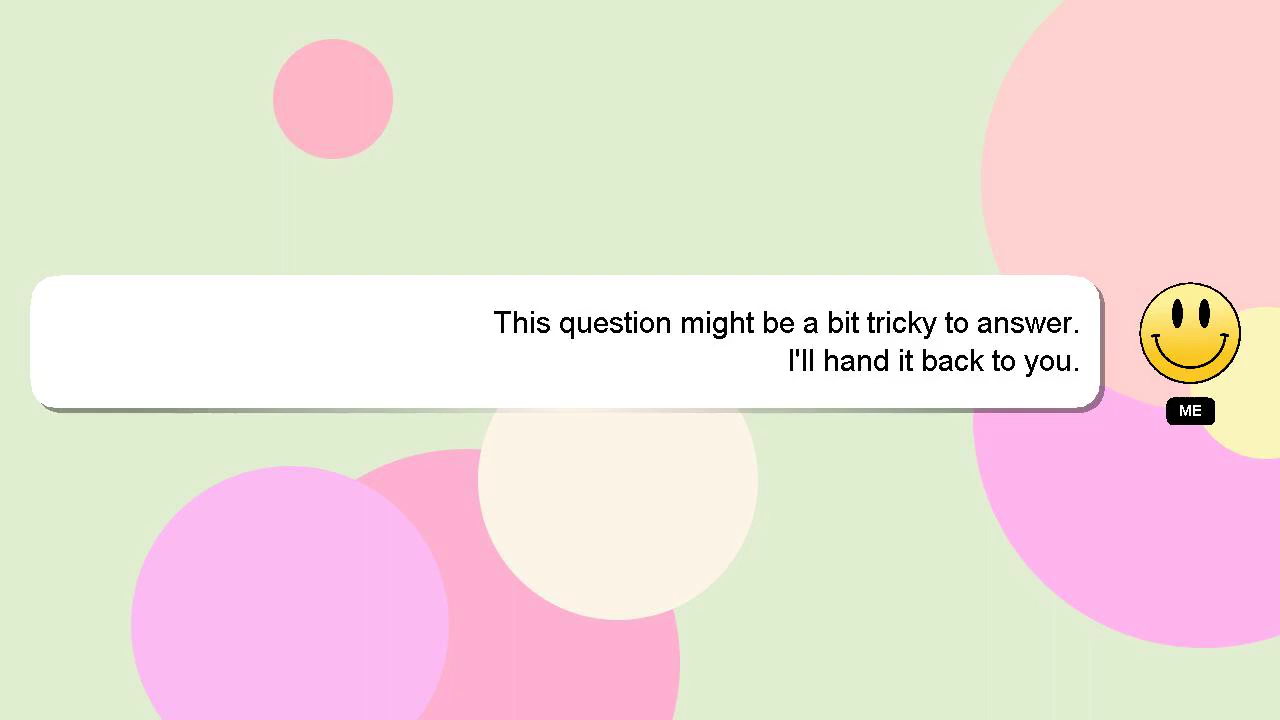 This question might be a bit tricky to answer.
I'll hand it back to you.
ME